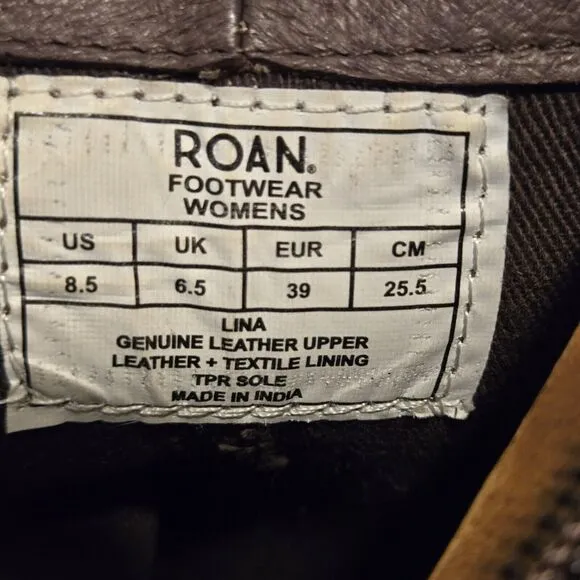 ROAN®
FOOTWEAR
WOMENS
US UK EUR CM
8.5 6.5 39 25.5
LINA
GENUINE LEATHER UPPER
LEATHER + TEXTILE LINING
TPR SOLE
MADE IN INDIA